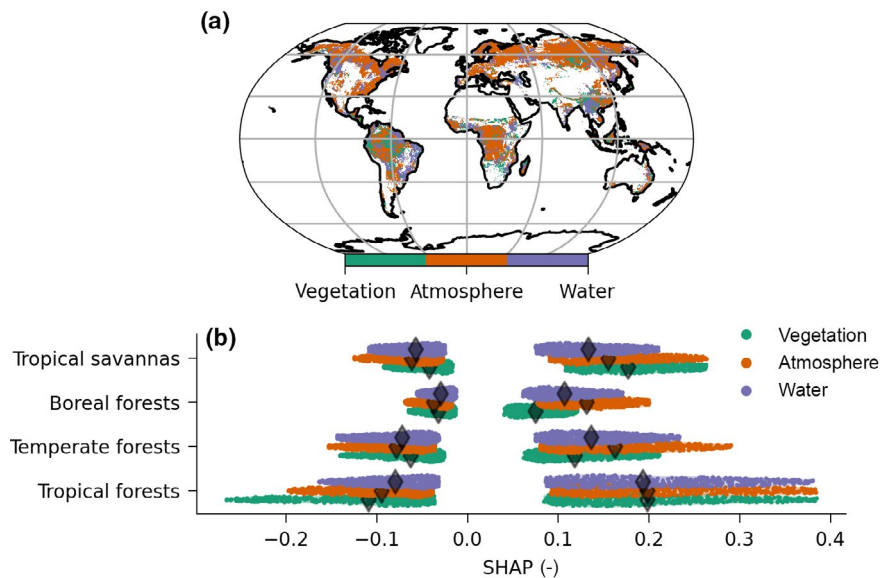 (a)
Vegetation Atmosphere Water
(b)
Vegetation
Atmosphere
Water
Tropical savannas
Boreal forests
Temperate forests
Tropical forests
−0.2 −0.1 0.0 0.1 0.2 0.3 0.4
SHAP (-)